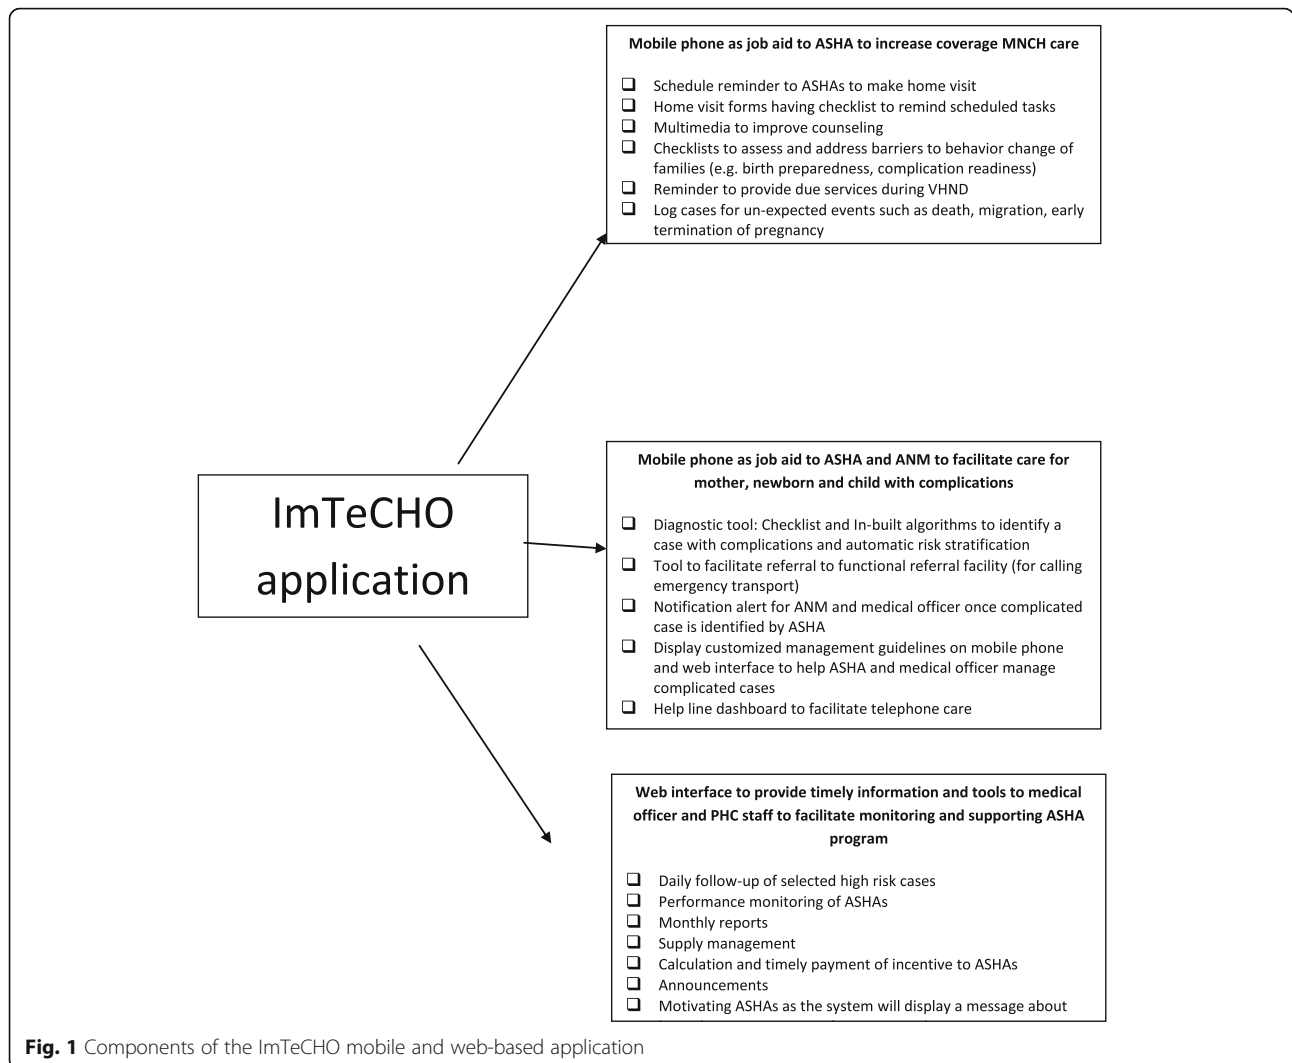 Mobile phone as job aid to ASHA to increase coverage MNCH care
Schedule reminder to ASHAs to make home visit
Home visit forms having checklist to remind scheduled tasks
Multimedia to improve counseling
Checklists to assess and address barriers to behavior change of
families (e.g. birth preparedness, complication readiness)
Reminder to provide due services during VHND
Log cases for un-expected events such as death, migration, early
termination of pregnancy
ImTeCHO
application
Mobile phone as job aid to ASHA and ANM to facilitate care for
mother, newborn and child with complications
Diagnostic tool: Checklist and In-built algorithms to identify a
case with complications and automatic risk stratification
Tool to facilitate referral to functional referral facility (for calling
emergency transport)
Notification alert for ANM and medical officer once complicated
case is identified by ASHA
Display customized management guidelines on mobile phone
and web interface to help ASHA and medical officer manage
complicated cases
Help line dashboard to facilitate telephone care
Web interface to provide timely information and tools to medical
officer and PHC staff to facilitate monitoring and supporting ASHA
program
Daily follow-up of selected high risk cases
Performance monitoring of ASHAs
Monthly reports
Supply management
Calculation and timely payment of incentive to ASHAs
Announcements
Motivating ASHAs as the system will display a message about
Fig. 1 Components of the ImTeCHO mobile and web-based application